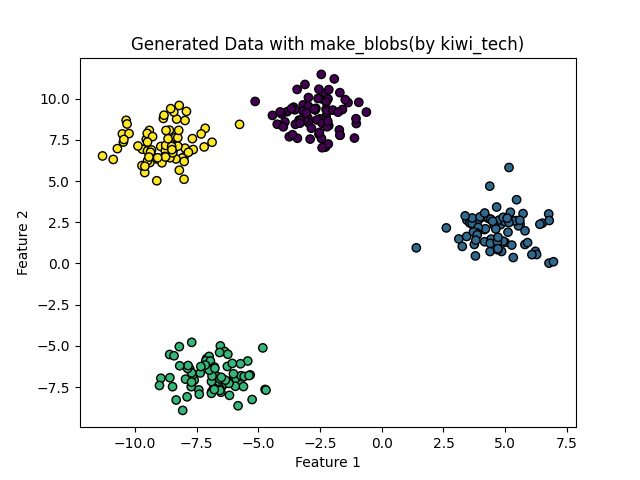 Generated Data with make_blobs(by kiwi_tech)
10.0
7.5
5.0
2.5
0.0
−2.5
−5.0
−7.5
Feature 2
−10.0 −7.5 −5.0 −2.5 0.0 2.5 5.0 7.5
Feature 1